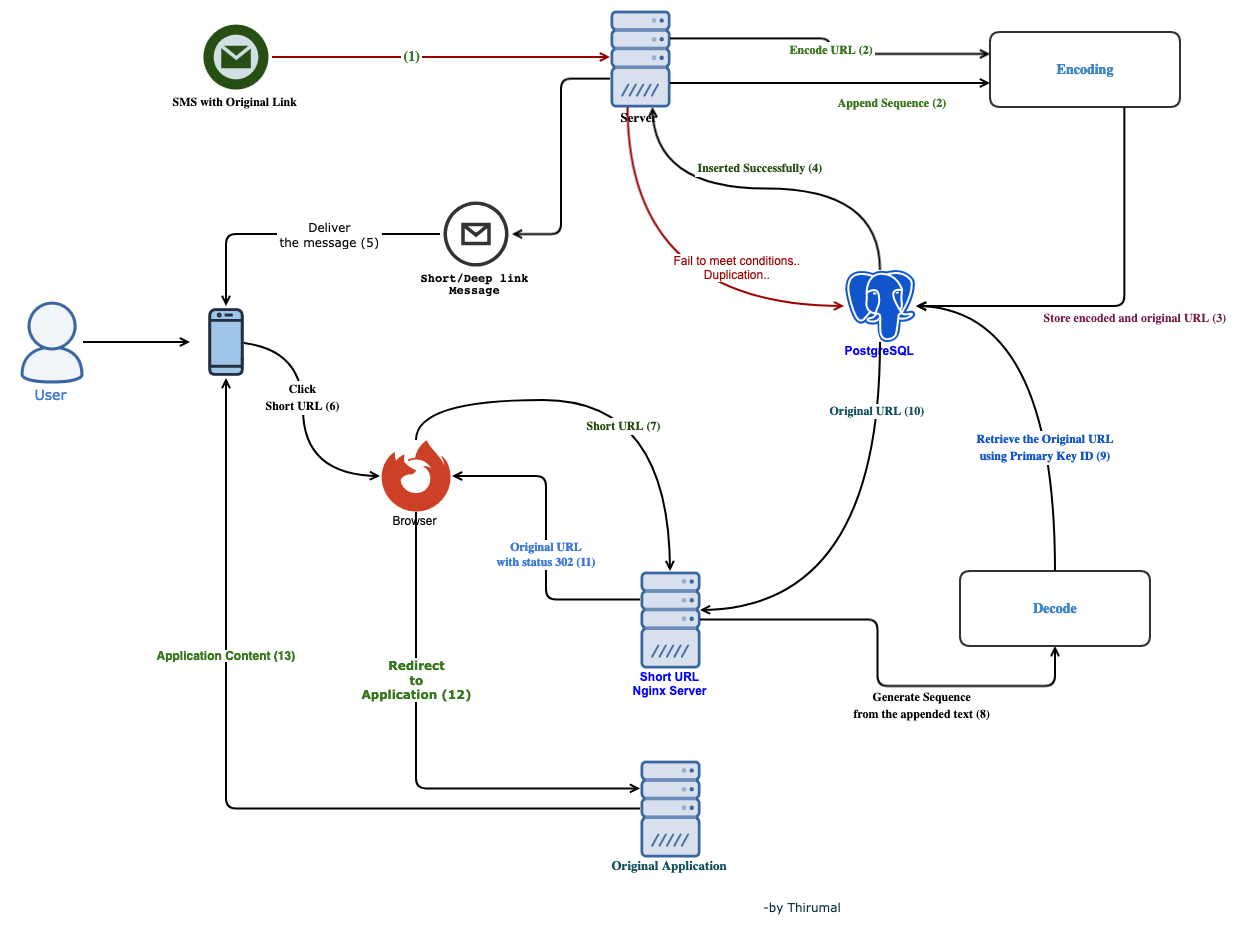 (1)
SMS with Original Link
Server
Encode URL (2)
Append Sequence (2)
Encoding
Inserted Successfully (4)
Deliver
the message (5)
Short/Deep link
Message
Fail to meet conditions..
Duplication..
Store encoded and original URL (3)
PostgreSQL
User
Click
Short URL (6)
Short URL (7)
Original URL (10)
Retrieve the Original URL
using Primary Key ID (9)
Browser
Original URL
with status 302 (11)
Decode
Application Content (13)
Redirect
to
Application (12)
Short URL
Nginx Server
Generate Sequence
from the appended text (8)
Original Application
-by Thirumal